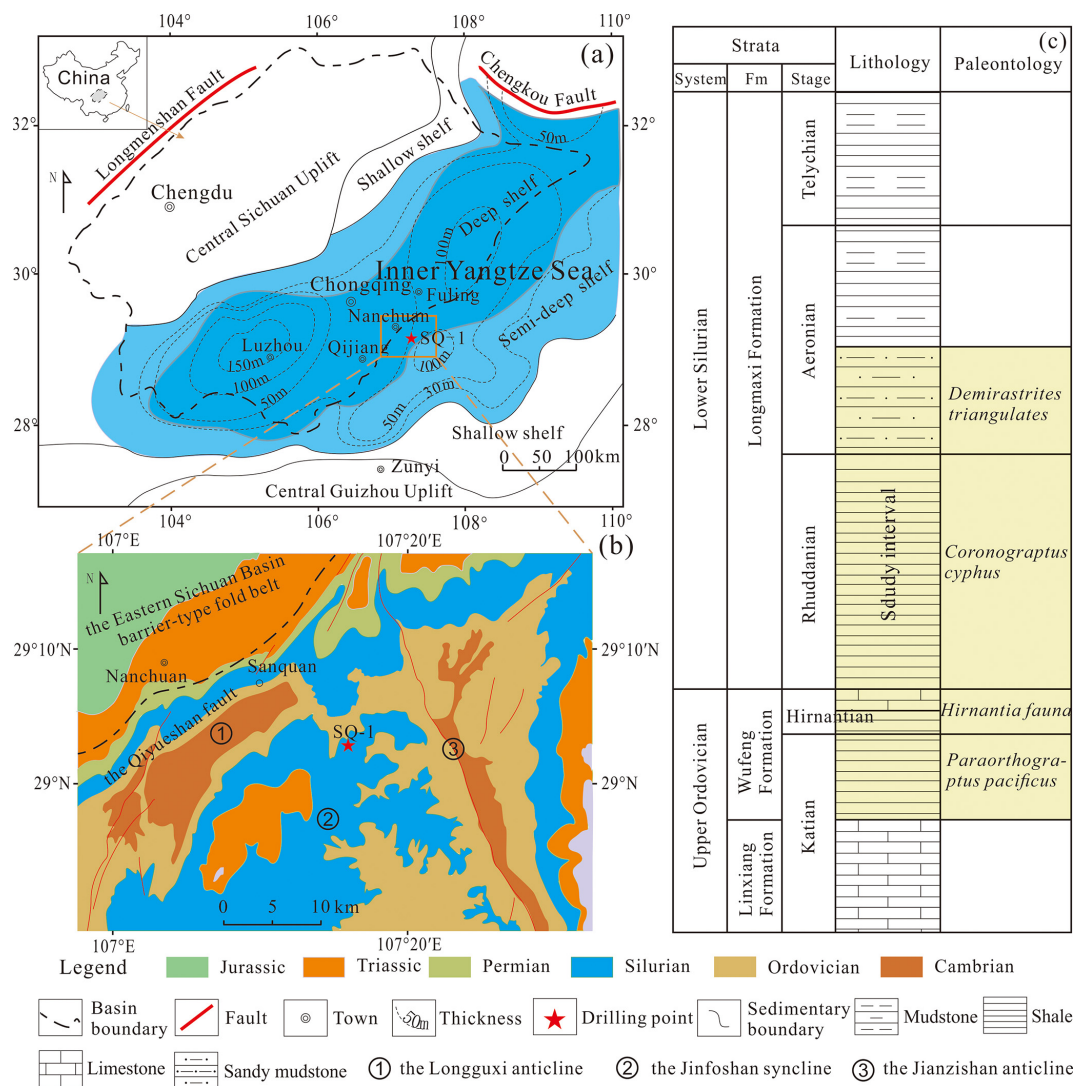 104°
106°
108°
110°
(a)
China
Longmenshan Fault
Chengkou Fault
32°
50m
N
Chengdu
Central Sichuan Uplift
Shallow shelf
Deep shelf
100m
30°
Inner Yangtze Sea
Chongqing
Fuling
Semi-deep shelf
Nanchuan
SQ-1
Luzhou
Qijiang
150m
100m
50m
100m
30m
50m
28°
Shallow shelf
Zunyi
0 50 100km
Central Guizhou Uplift
104°
106°
108°
110°
107°E
107°20′E
(b)
N
the Eastern Sichuan Basin
barrier-type fold belt
29°10′N
29°10′N
Nanchuan
Sanquan
the Qiyueshan fault
①
SQ-1
③
29°N
29°N
②
0 5 10 km
107°E
107°20′E
(c)
Strata
Lithology
Paleontology
System
Fm
Stage
Lower Silurian
Longmaxi Formation
Telychian
Aeronian
Demirastrites
triangulates
Rhuddanian
Sdudy interval
Coronograptus
cyphus
Upper Ordovician
Wufeng
Formation
Hirnantian
Hirnantia fauna
Katian
Paraorthogra-
ptus pacificus
Linxiang
Formation
Legend
Jurassic
Triassic
Permian
Silurian
Ordovician
Cambrian
Basin
boundary
Fault
Town
50m
Thickness
Drilling point
Sedimentary
boundary
Mudstone
Shale
Limestone
Sandy mudstone
① the Longguxi anticline
② the Jinfoshan syncline
③ the Jianzishan anticline